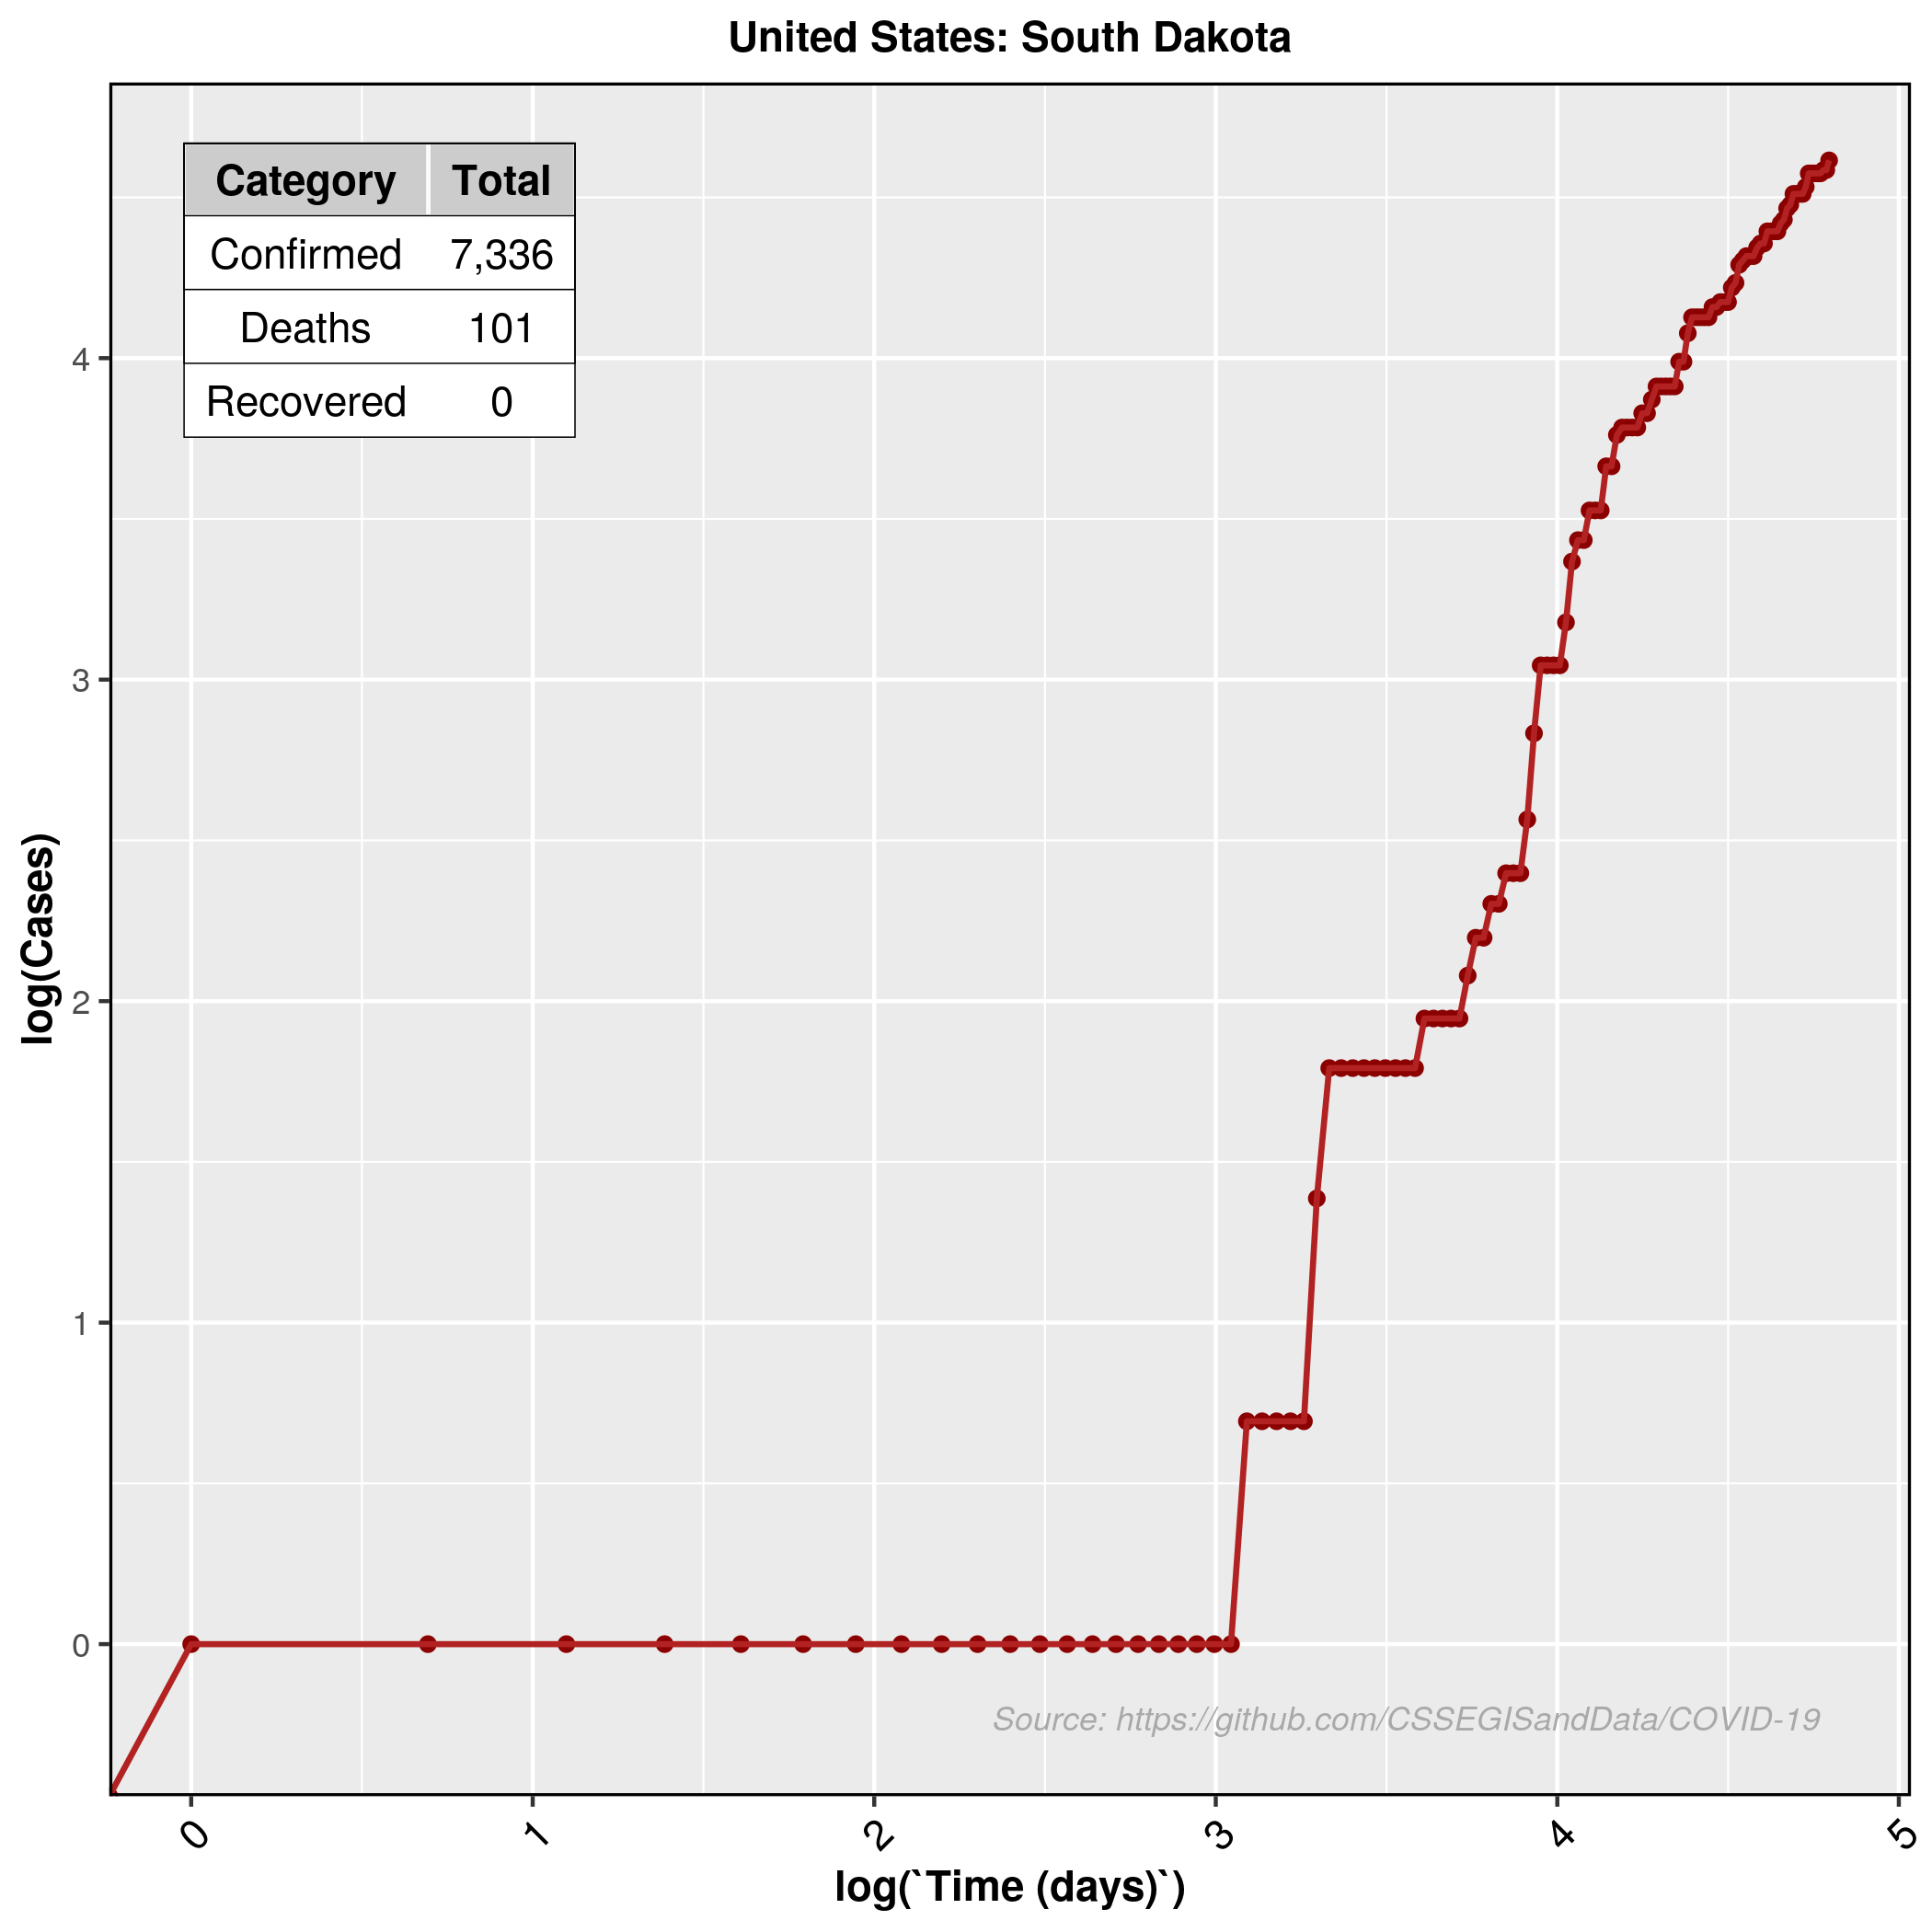 United States: South Dakota
Category Total
Confirmed 7,336
Deaths 101
Recovered 0
4
3
2
1
0
log(Cases)
Source: https://github.com/CSSEGISandData/COVID-19
0 1 2 3 4 5
log(`Time (days)`)